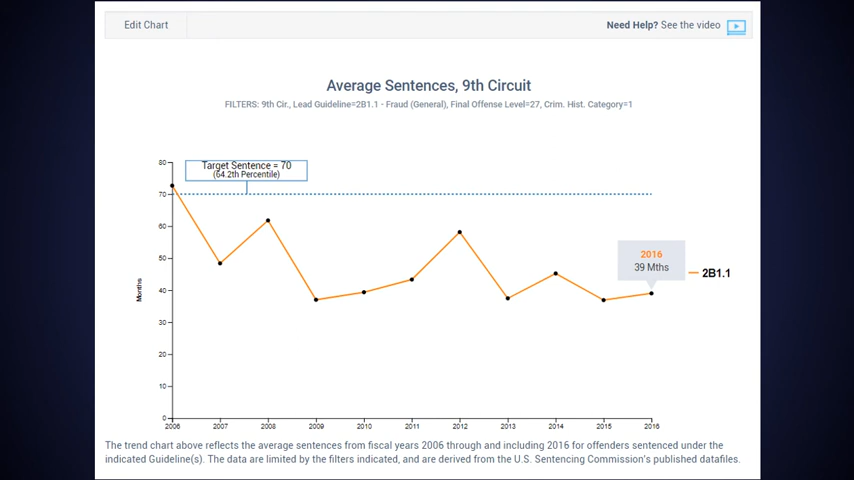 Edit Chart
Need Help? See the video
Average Sentences, 9th Circuit
FILTERS: 9th Cir., Lead Guideline=2B1.1 - Fraud (General), Final Offense Level=27, Crim. Hist. Category=1
Target Sentence = 70
(64.2th Percentile)
80
70
60
50
40
30
20
10
0
Months
2016
39 Mths
2B1.1
2006 2007 2008 2009 2010 2011 2012 2013 2014 2015 2016
The trend chart above reflects the average sentences from fiscal years 2006 through and including 2016 for offenders sentenced under the
indicated Guideline(s). The data are limited by the filters indicated, and are derived from the U.S. Sentencing Commission's published datafiles.